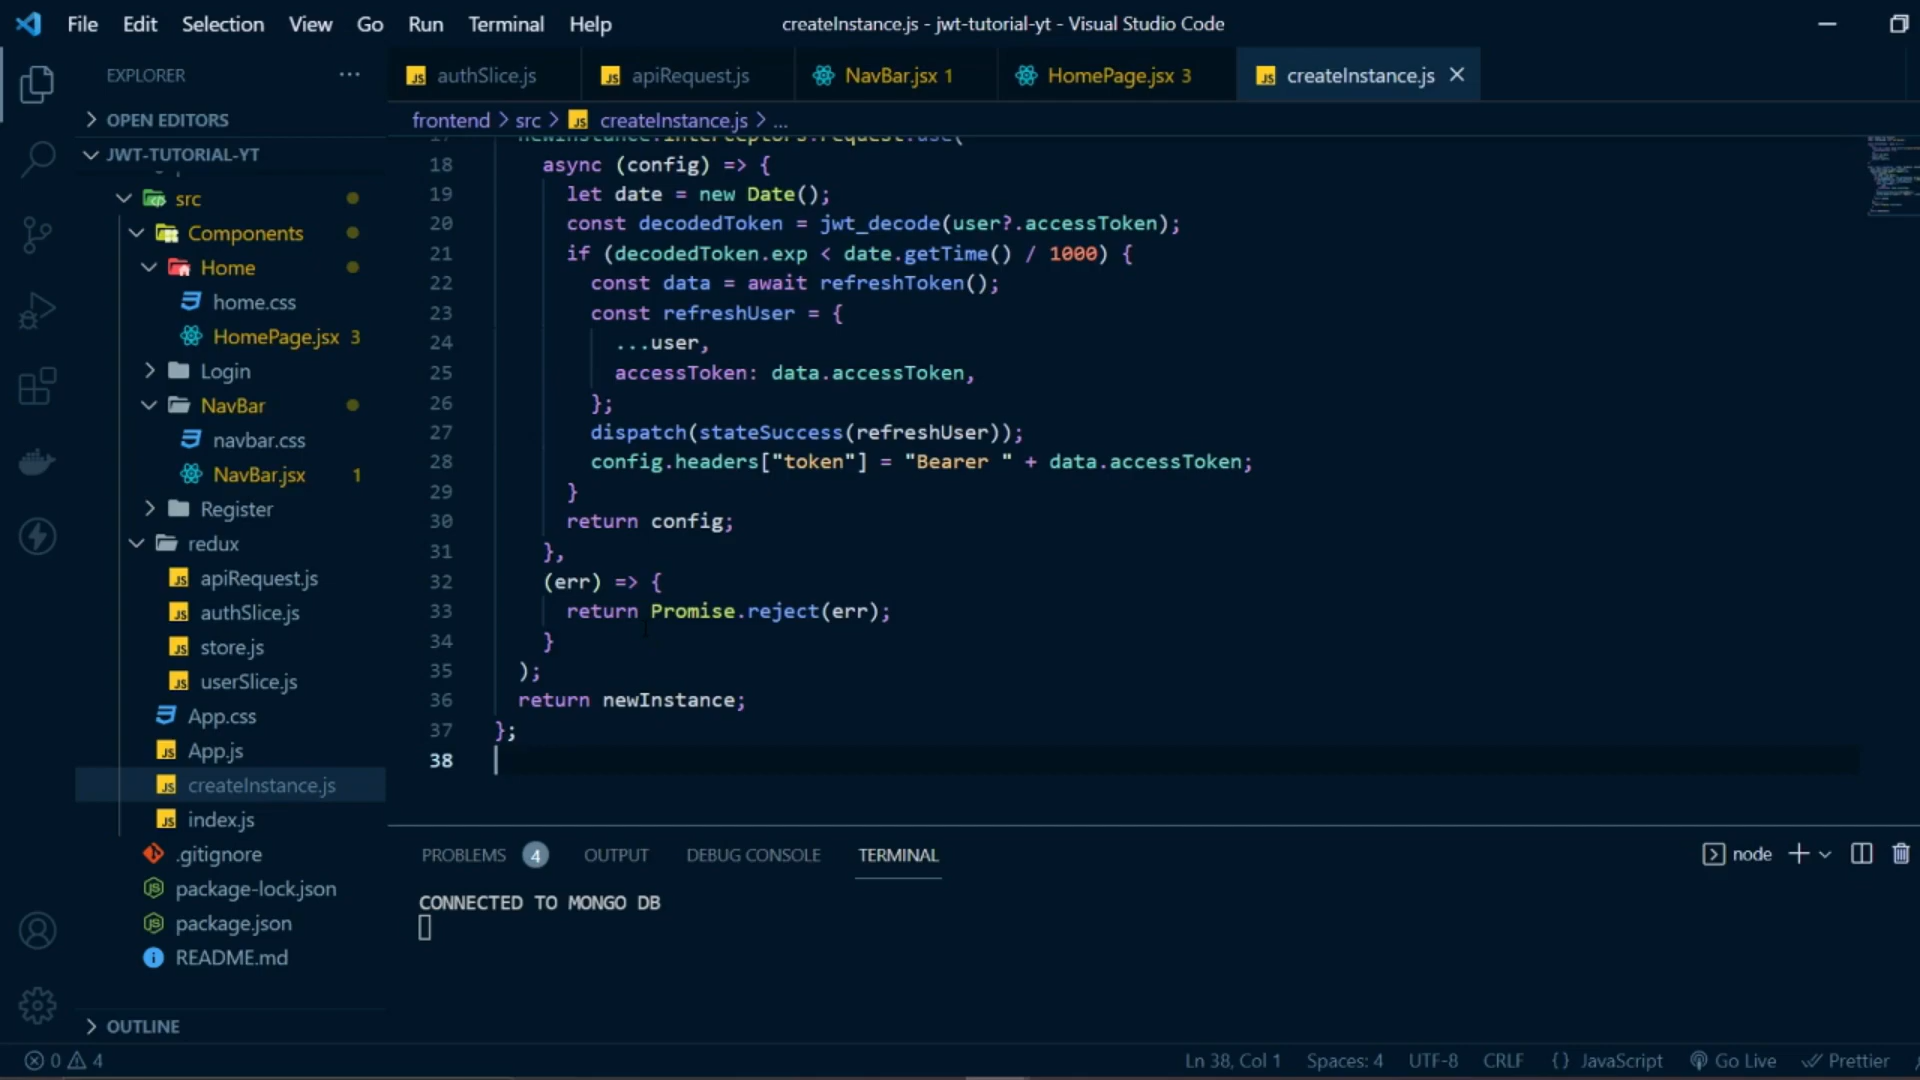 File Edit Selection View Go Run Terminal Help
createInstance.js - jwt-tutorial-yt - Visual Studio Code
EXPLORER
OPEN EDITORS
JWT-TUTORIAL-YT
src
Components
Home
home.css
HomePage.jsx 3
Login
NavBar
navbar.css
NavBar.jsx 1
Register
redux
apiRequest.js
authSlice.js
store.js
userSlice.js
App.css
App.js
createInstance.js
index.js
.gitignore
package-lock.json
package.json
README.md
OUTLINE
authSlice.js
apiRequest.js
NavBar.jsx 1
HomePage.jsx 3
createInstance.js
frontend > src > createInstance.js > ...
17 newInstance.interceptors.request.use(
18 async (config) => {
19 let date = new Date();
20 const decodedToken = jwt_decode(user?.accessToken);
21 if (decodedToken.exp < date.getTime() / 1000) {
22 const data = await refreshToken();
23 const refreshUser = {
24 ...user,
25 accessToken: data.accessToken,
26 };
27 dispatch(stateSuccess(refreshUser));
28 config.headers["token"] = "Bearer " + data.accessToken;
29 }
30 return config;
31 },
32 (err) => {
33 return Promise.reject(err);
34 }
35 );
36 return newInstance;
37 };
38
PROBLEMS 4 OUTPUT DEBUG CONSOLE TERMINAL
node
CONNECTED TO MONGO DB
0 4
Ln 38, Col 1 Spaces: 4 UTF-8 CRLF {} JavaScript Go Live Prettier